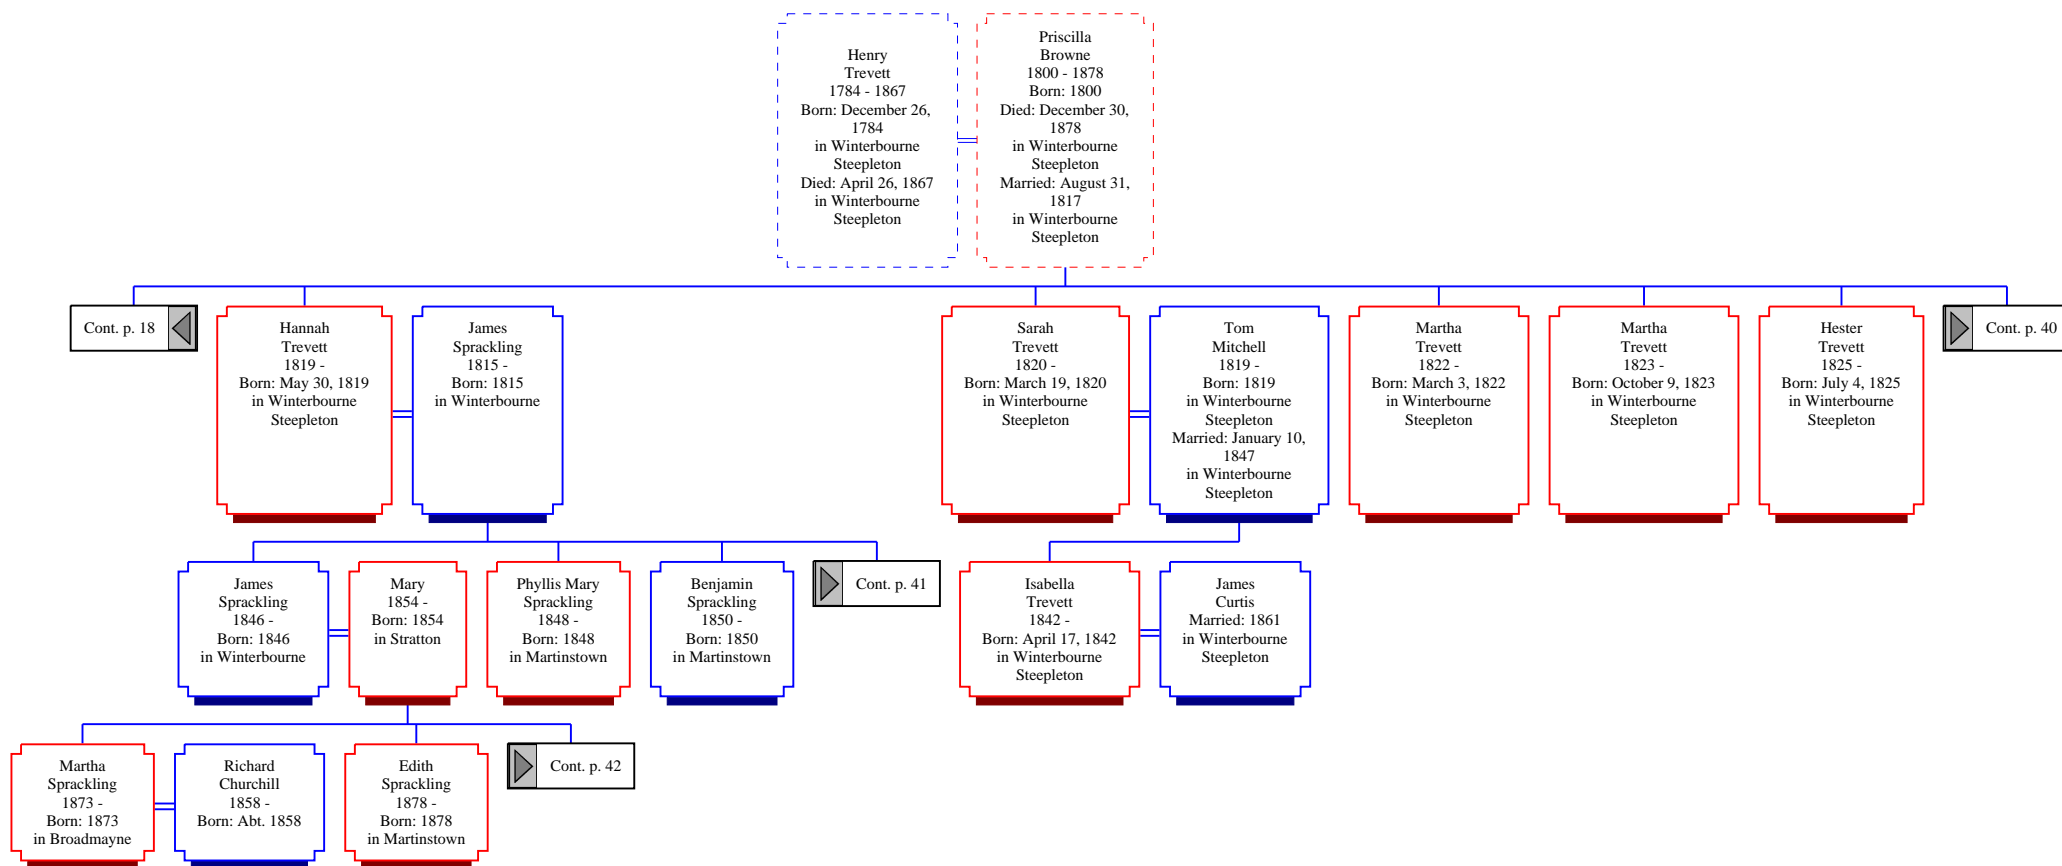 Henry
Trevett
1784 - 1867
Born: December 26,
1784
in Winterbourne
Steepleton
Died: April 26, 1867
in Winterbourne
Steepleton
Priscilla
Browne
1800 - 1878
Born: 1800
Died: December 30,
1878
in Winterbourne
Steepleton
Married: August 31,
1817
in Winterbourne
Steepleton
Cont. p. 18
Hannah
Trevett
1819 -
Born: May 30, 1819
in Winterbourne
Steepleton
James
Sprackling
1815 -
Born: 1815
in Winterbourne
Sarah
Trevett
1820 -
Born: March 19, 1820
in Winterbourne
Steepleton
Tom
Mitchell
1819 -
Born: 1819
in Winterbourne
Steepleton
Married: January 10,
1847
in Winterbourne
Steepleton
Martha
Trevett
1822 -
Born: March 3, 1822
in Winterbourne
Steepleton
Martha
Trevett
1823 -
Born: October 9, 1823
in Winterbourne
Steepleton
Hester
Trevett
1825 -
Born: July 4, 1825
in Winterbourne
Steepleton
Cont. p. 40
James
Sprackling
1846 -
Born: 1846
in Winterbourne
Mary
1854 -
Born: 1854
in Stratton
Phyllis Mary
Sprackling
1848 -
Born: 1848
in Martinstown
Benjamin
Sprackling
1850 -
Born: 1850
in Martinstown
Cont. p. 41
Isabella
Trevett
1842 -
Born: April 17, 1842
in Winterbourne
Steepleton
James
Curtis
Married: 1861
in Winterbourne
Steepleton
Martha
Sprackling
1873 -
Born: 1873
in Broadmayne
Richard
Churchill
1858 -
Born: Abt. 1858
Edith
Sprackling
1878 -
Born: 1878
in Martinstown
Cont. p. 42